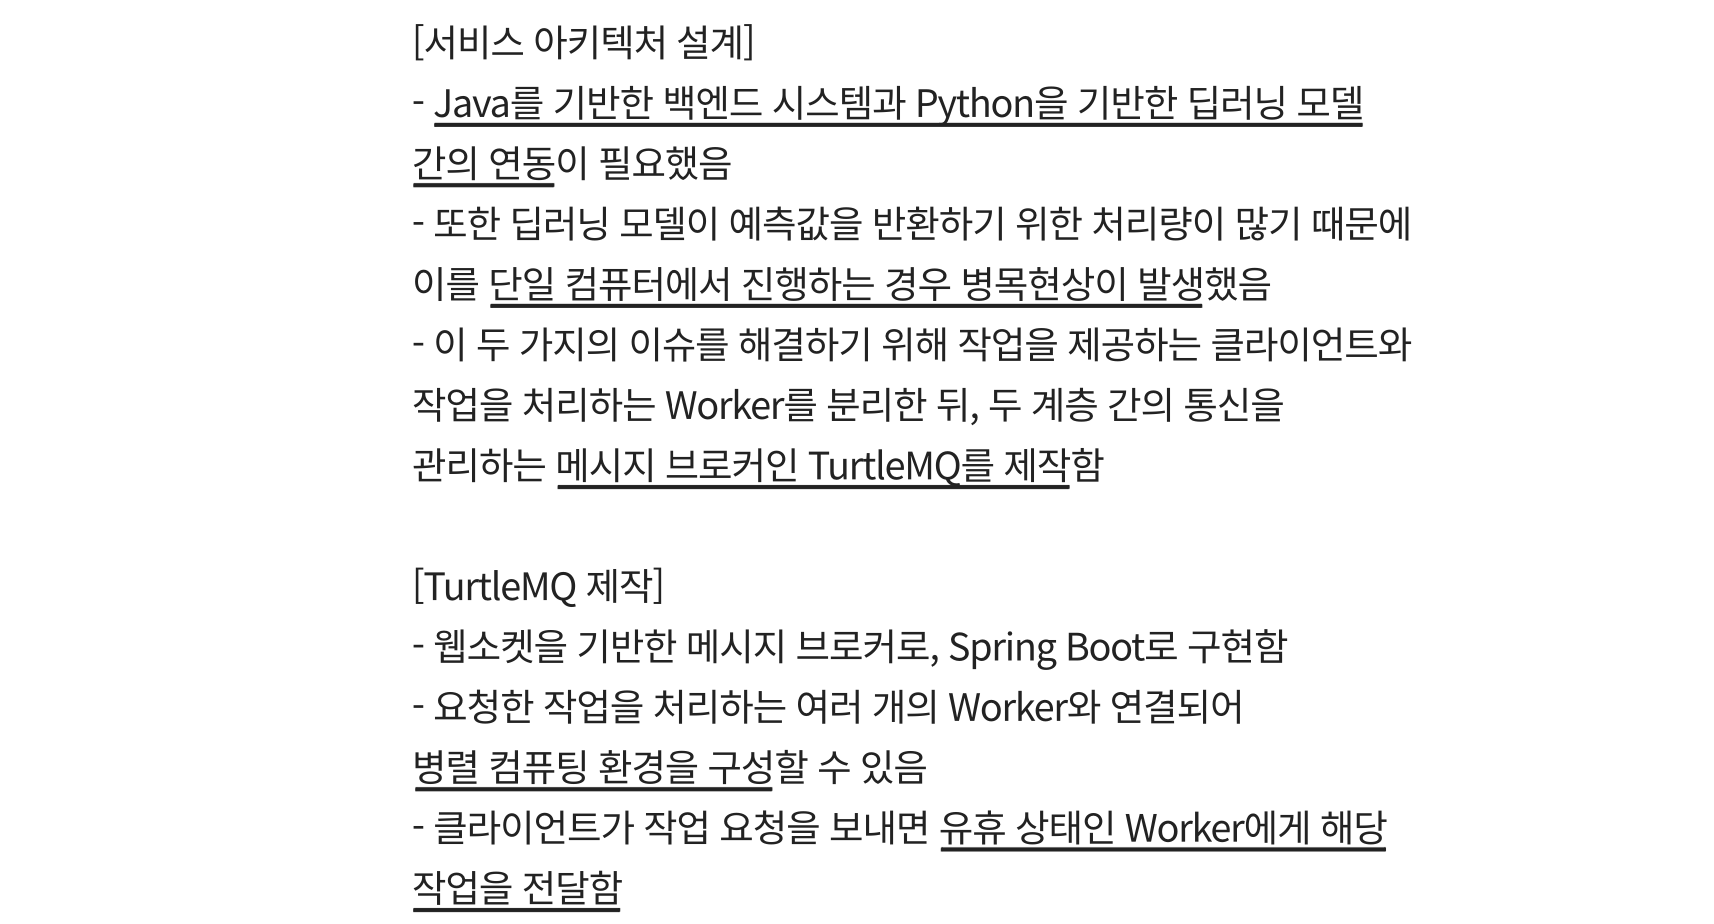 [서비스 아키텍처 설계]
- Java를 기반한 백엔드 시스템과 Python을 기반한 딥러닝 모델
간의 연동이 필요했음
- 또한 딥러닝 모델이 예측값을 반환하기 위한 처리량이 많기 때문에
이를 단일 컴퓨터에서 진행하는 경우 병목현상이 발생했음
- 이 두 가지의 이슈를 해결하기 위해 작업을 제공하는 클라이언트와
작업을 처리하는 Worker를 분리한 뒤, 두 계층 간의 통신을
관리하는 메시지 브로커인 TurtleMQ를 제작함
[TurtleMQ 제작]
- 웹소켓을 기반한 메시지 브로커로, Spring Boot로 구현함
- 요청한 작업을 처리하는 여러 개의 Worker와 연결되어
병렬 컴퓨팅 환경을 구성할 수 있음
- 클라이언트가 작업 요청을 보내면 유휴 상태인 Worker에게 해당
작업을 전달함